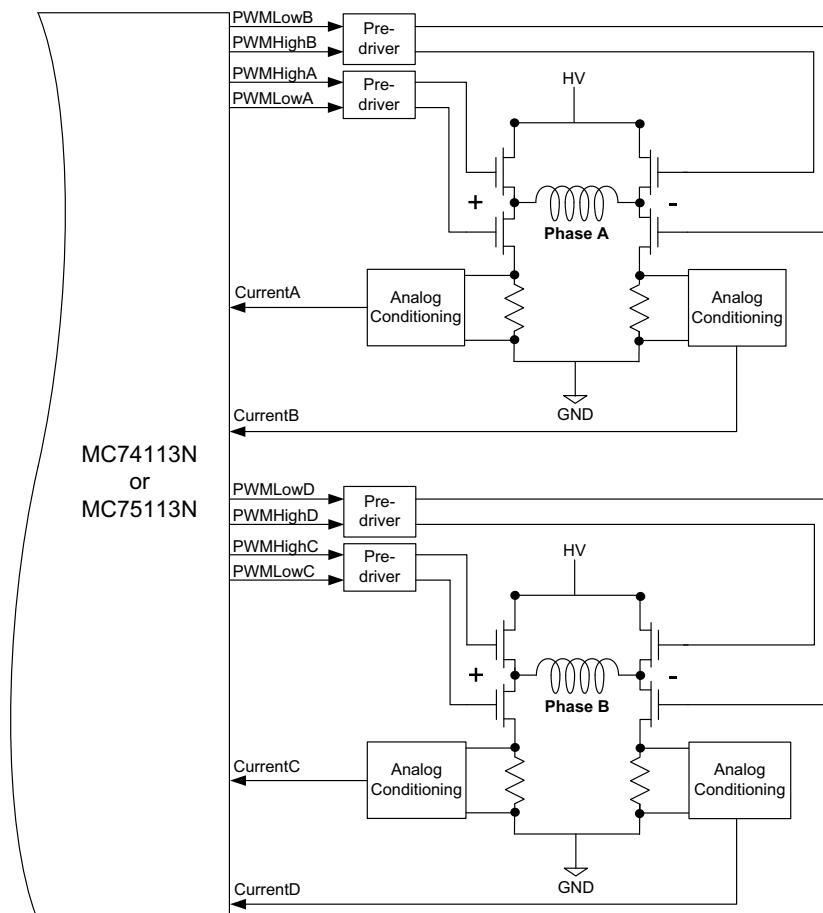 PWMLowB
PWMHighB
Pre-
driver
PWMHighA
PWMLowA
Pre-
driver
HV
+
-
Phase A
CurrentA
Analog
Conditioning
Analog
Conditioning
GND
CurrentB
MC74113N
or
MC75113N
PWMLowD
PWMHighD
Pre-
driver
PWMHighC
PWMLowC
Pre-
driver
HV
+
-
Phase B
CurrentC
Analog
Conditioning
Analog
Conditioning
GND
CurrentD